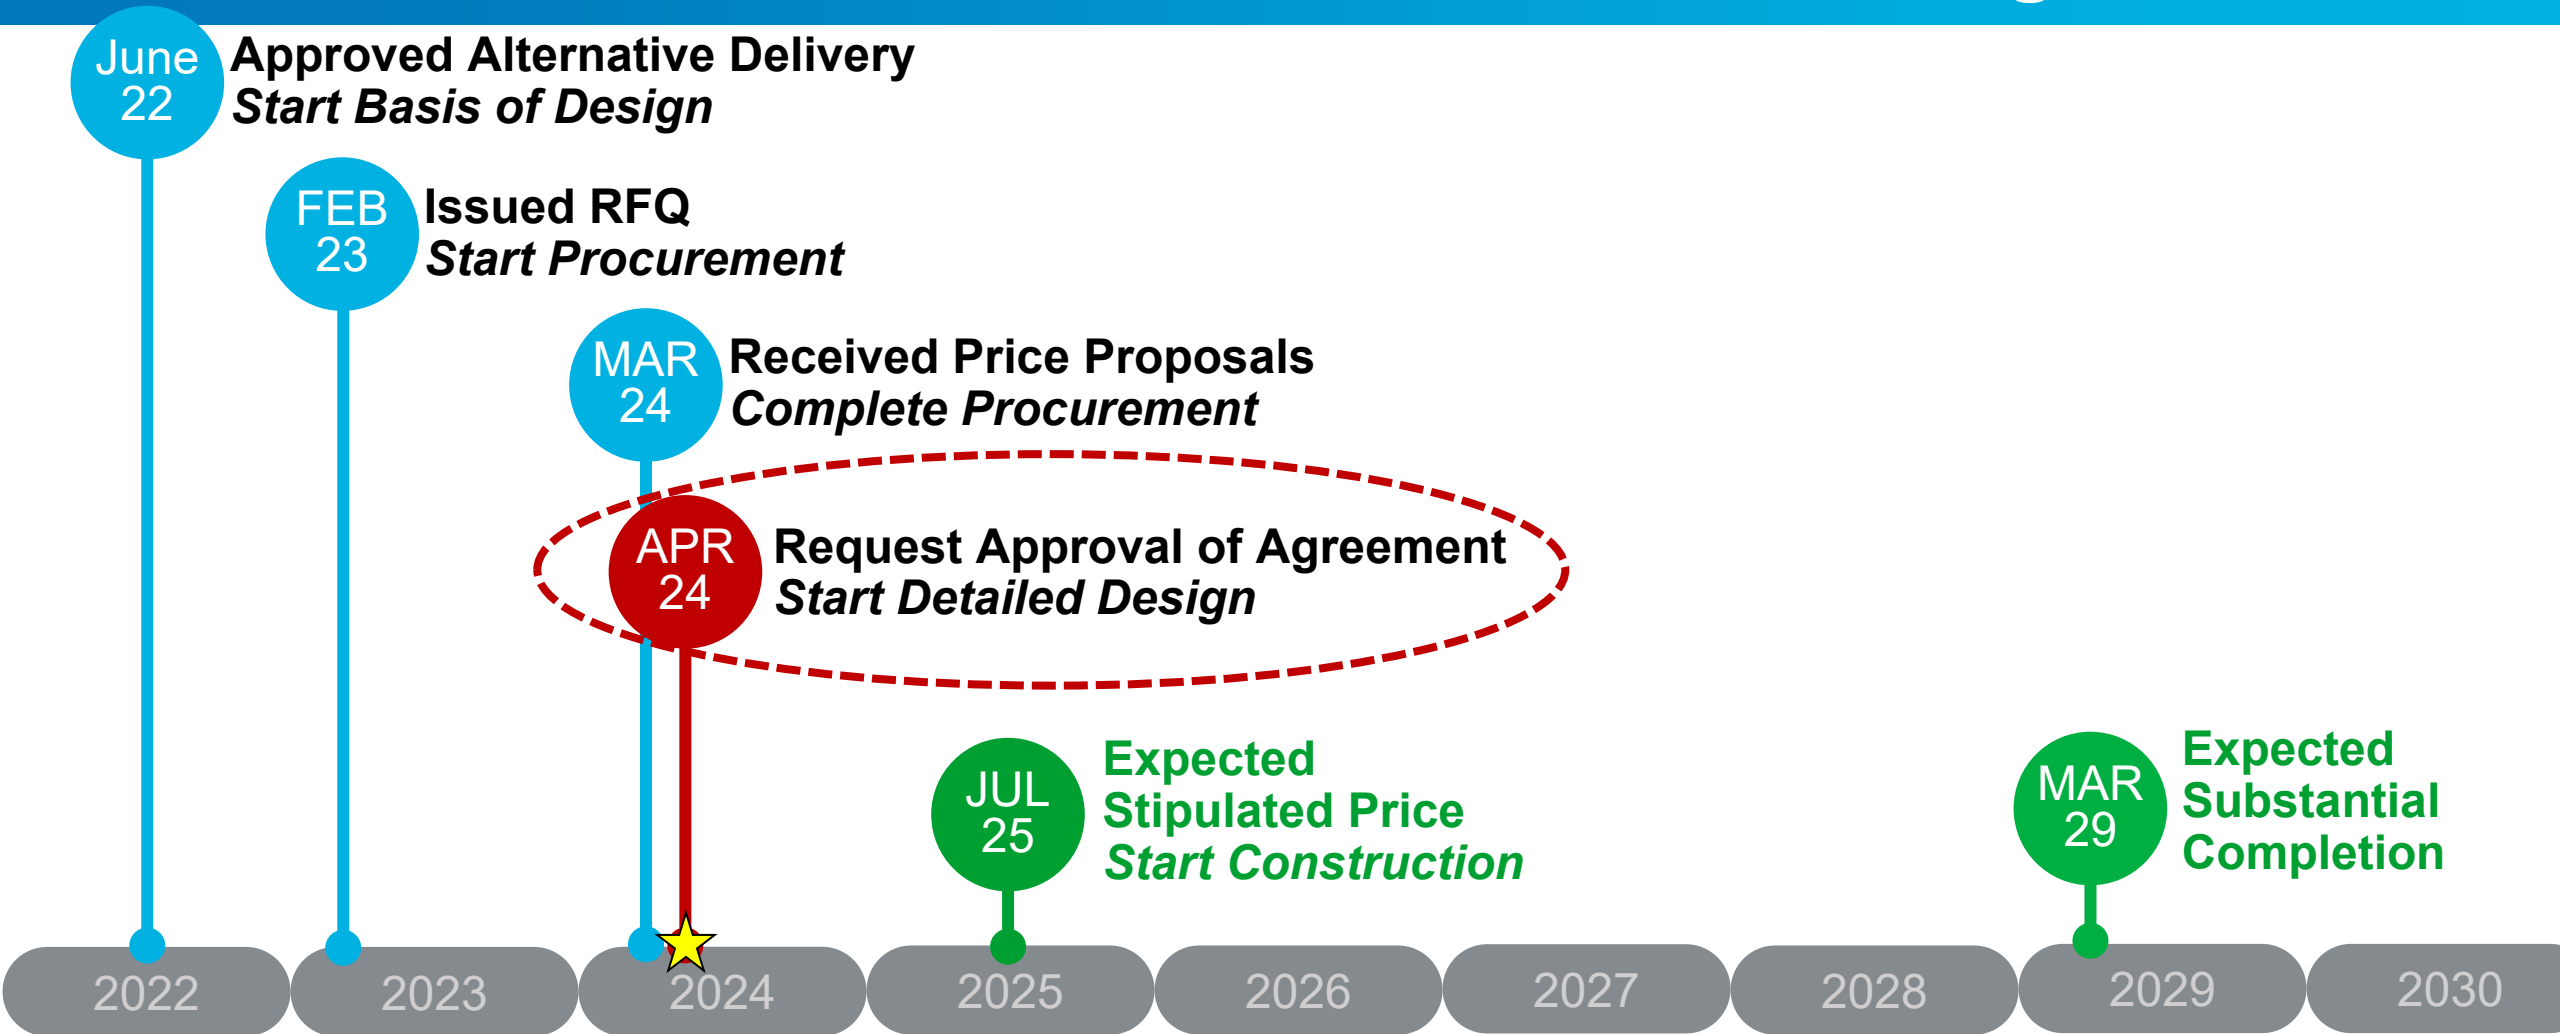 June
22
Approved Alternative Delivery
Start Basis of Design
FEB
23
Issued RFQ
Start Procurement
MAR
24
Received Price Proposals
Complete Procurement
APR
24
Request Approval of Agreement
Start Detailed Design
JUL
25
Expected
Stipulated Price
Start Construction
MAR
29
Expected
Substantial
Completion
2022
2023
2024
2025
2026
2027
2028
2029
2030